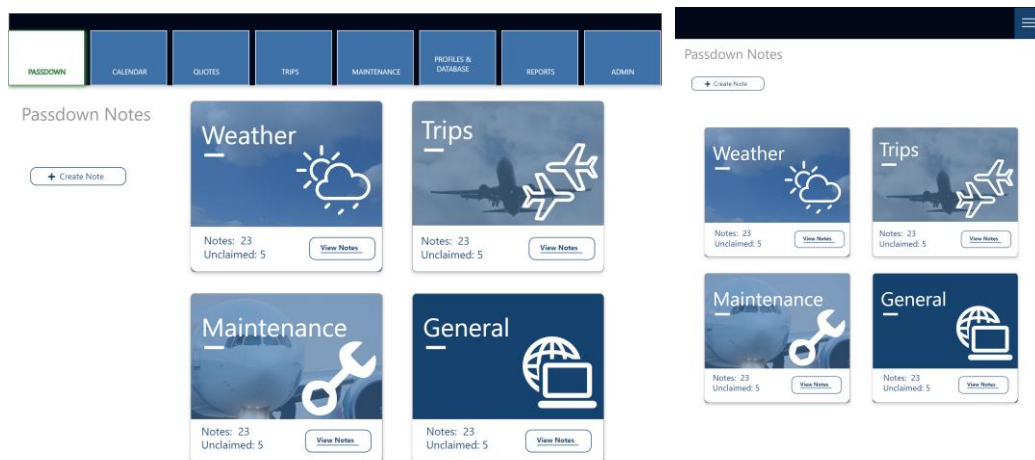 PASSDOWN
CALENDAR
QUOTES
TRIPS
MAINTENANCE
PROFILES &
DATABASE
REPORTS
ADMIN
Passdown Notes
+ Create Note
Weather
Notes: 23
Unclaimed: 5
View Notes
Trips
Notes: 23
Unclaimed: 5
View Notes
Maintenance
Notes: 23
Unclaimed: 5
View Notes
General
Notes: 23
Unclaimed: 5
View Notes
Passdown Notes
+ Create Note
Weather
Notes: 23
Unclaimed: 5
View Notes
Trips
Notes: 23
Unclaimed: 5
View Notes
Maintenance
Notes: 23
Unclaimed: 5
View Notes
General
Notes: 23
Unclaimed: 5
View Notes